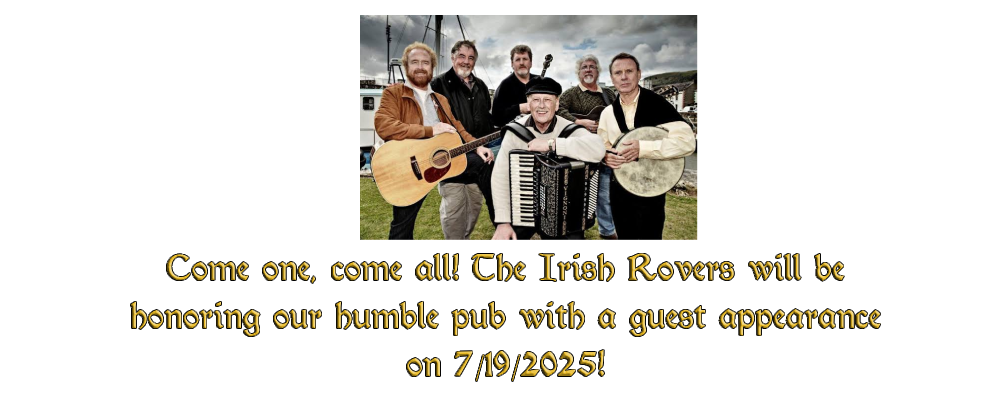 Come one, come all! The Irish Rovers will be
honoring our humble pub with a guest appearance
on 7/19/2025!